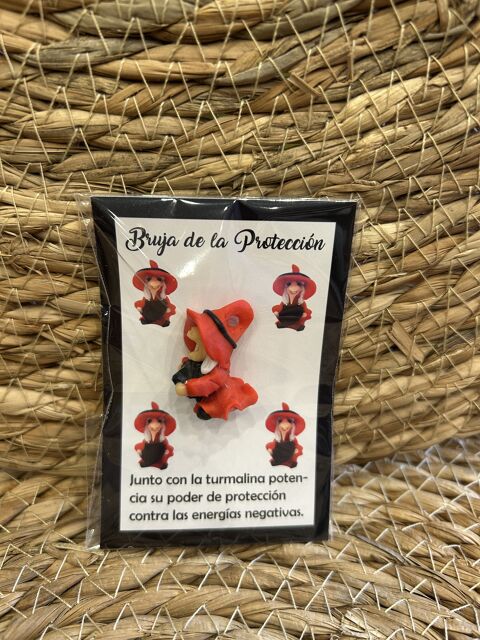 Bruja de la Protección
Junto con la turmalina poten-
cia su poder de protección
contra las energías negativas.